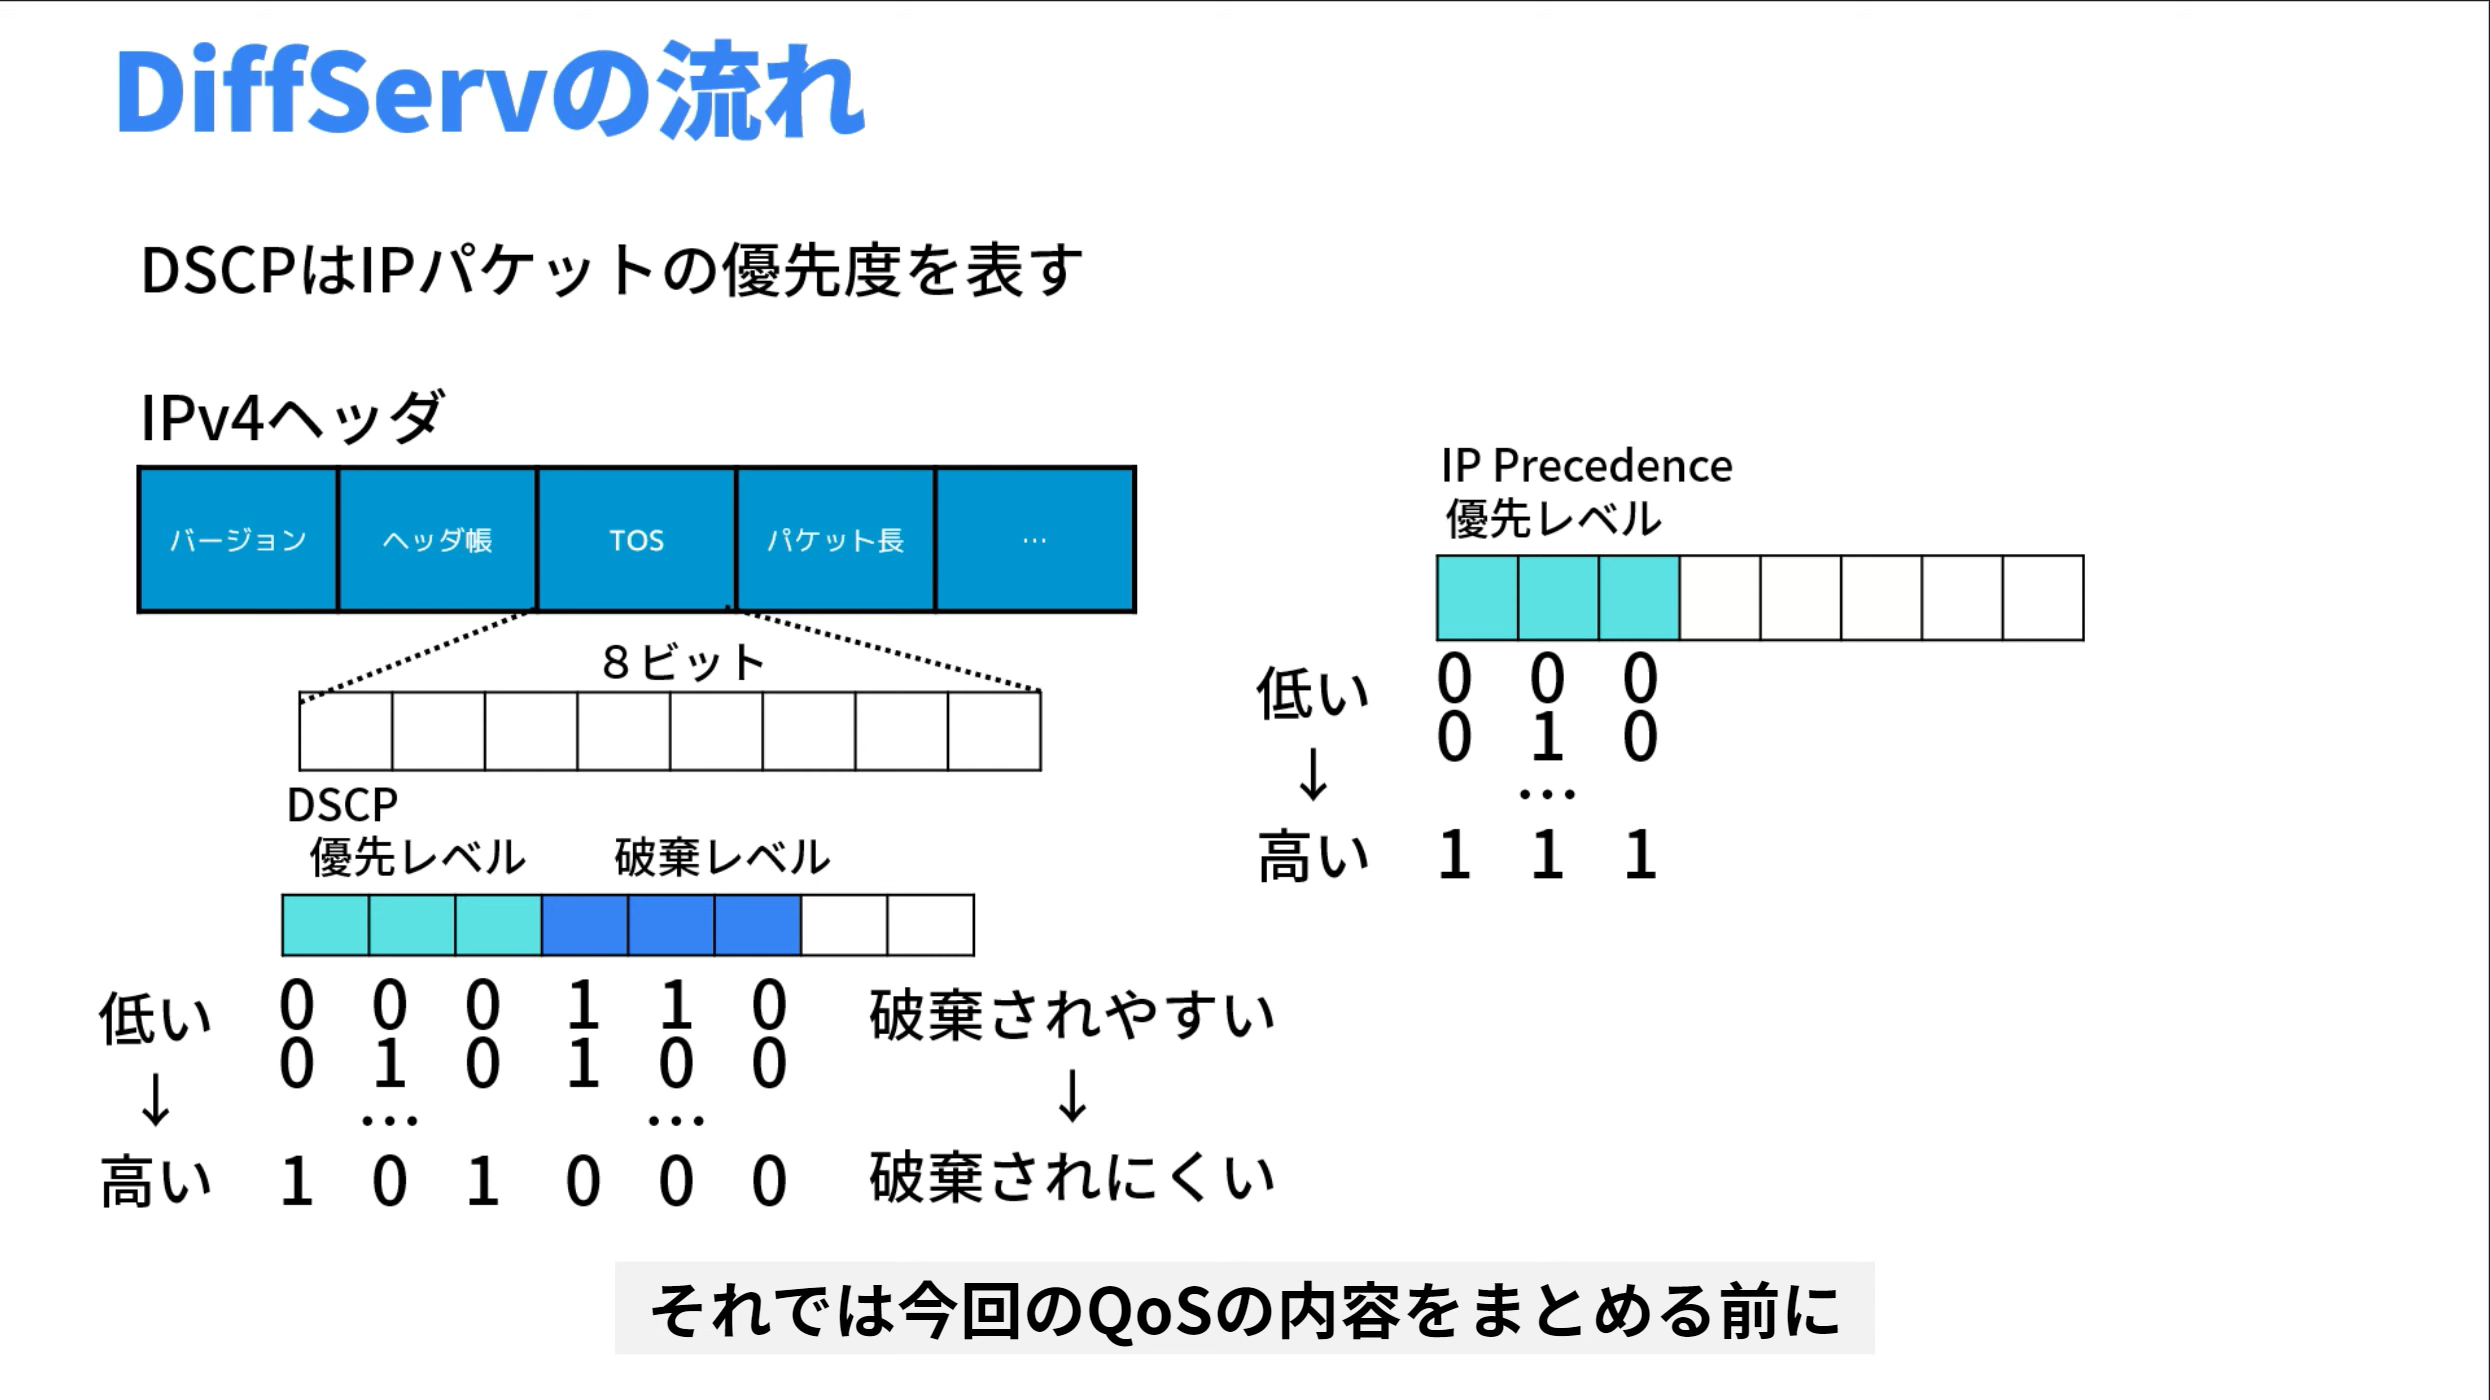 DiffServの流れ
DSCPはIPパケットの優先度を表す
IPv4ヘッダ
バージョン ヘッダ帳 TOS パケット長 …
8ビット
DSCP
優先レベル 破棄レベル
低い 0 0 0 1 1 0 破棄されやすい
0 1 0 1 0 0
↓ … … ↓
高い 1 0 1 0 0 0 破棄されにくい
IP Precedence
優先レベル
低い 0 0 0
0 1 0
↓ …
高い 1 1 1
それでは今回のQoSの内容をまとめる前に